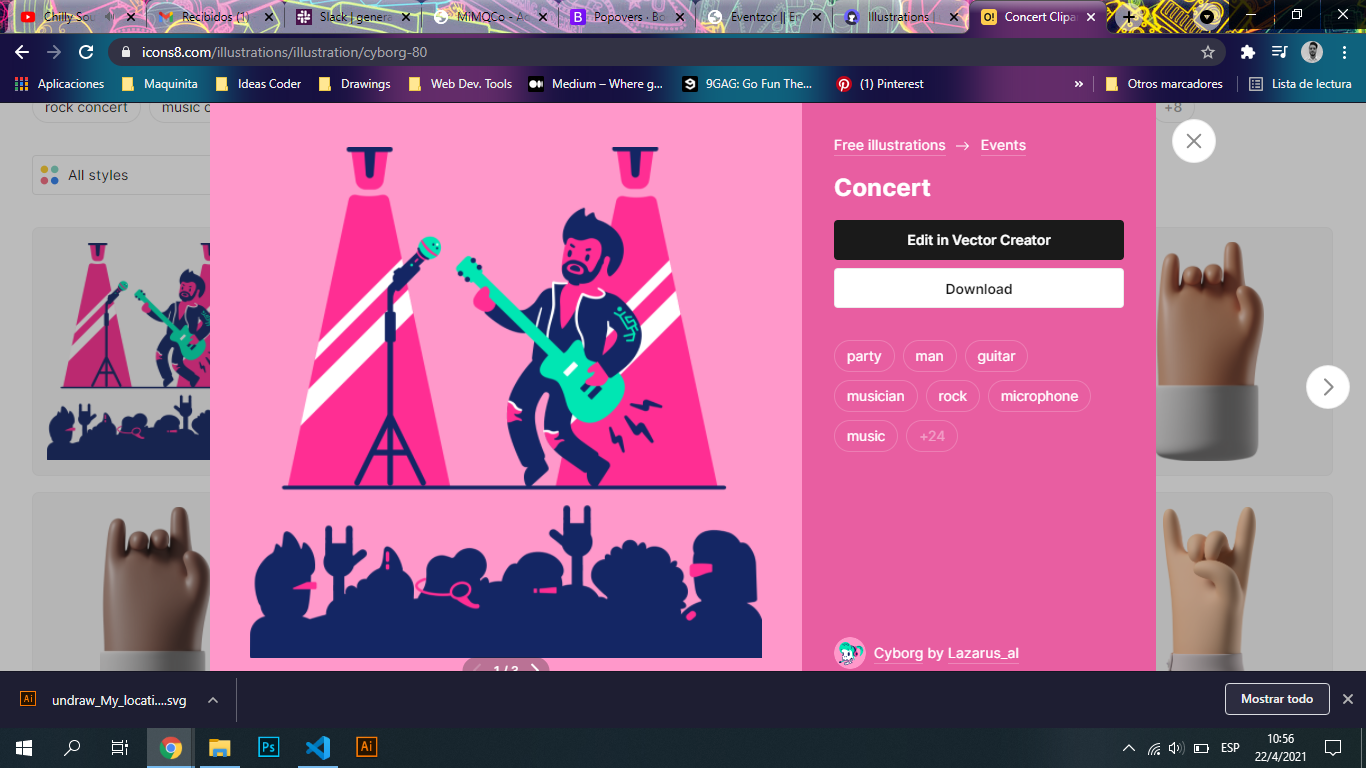 Chilly Sou
Recibidos (1)
Slack | genera
MiMQCo - Ac
Popovers · Bo
Eventzor || En
Illustrations |
Concert Clipa
icons8.com/illustrations/illustration/cyborg-80
Aplicaciones
Maquinita
Ideas Coder
Drawings
Web Dev. Tools
Medium – Where g...
9GAG: Go Fun The...
(1) Pinterest
»
Otros marcadores
Lista de lectura
rock concert
music c
+8
All styles
Free illustrations → Events
Concert
Edit in Vector Creator
Download
party
man
guitar
musician
rock
microphone
music
+24
1 / 3
Cyborg by Lazarus_al
undraw_My_locati....svg
Mostrar todo
ESP
10:56
22/4/2021